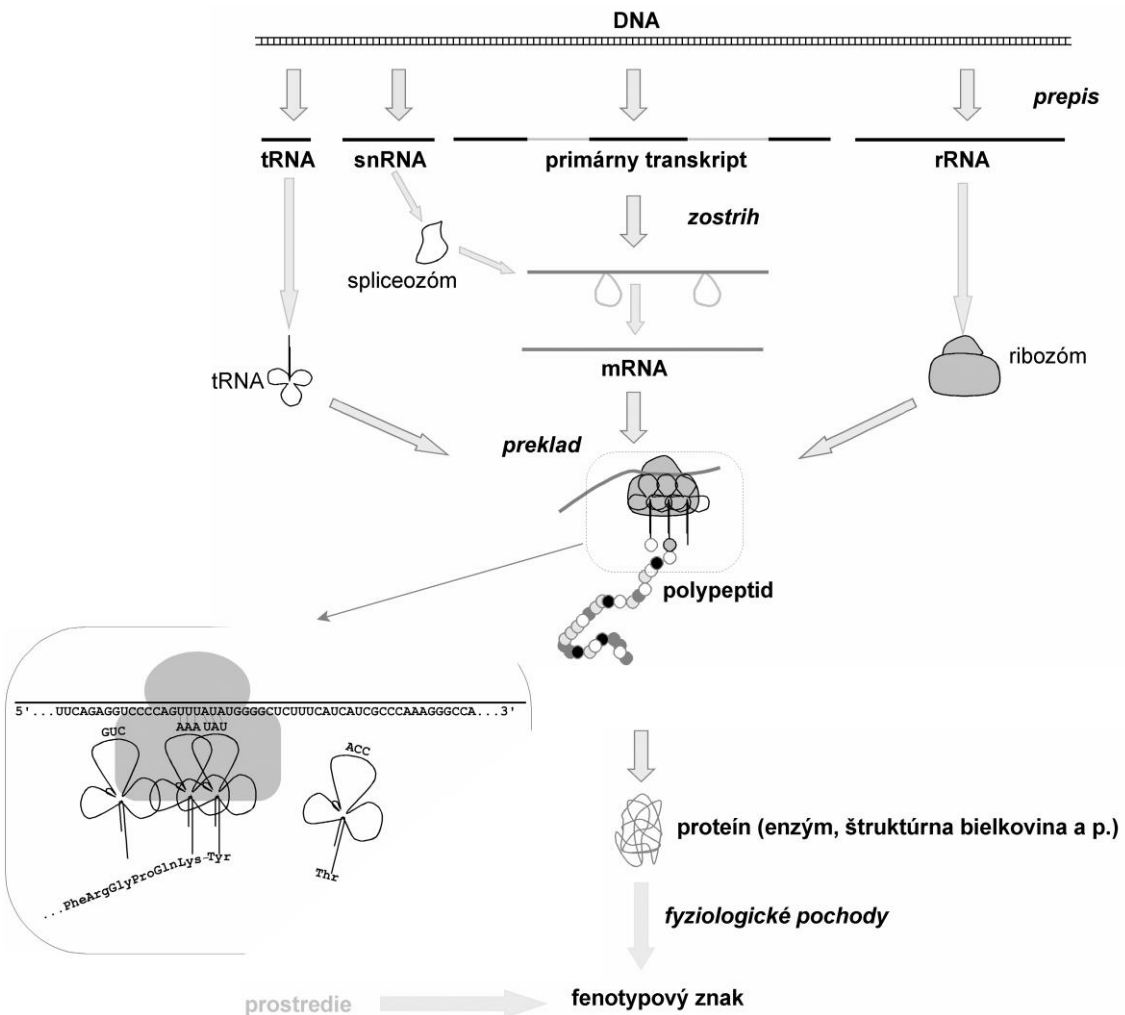 DNA
prepis
tRNA
snRNA
primárny transkript
rRNA
zostrih
spliceozóm
mRNA
tRNA
ribozóm
preklad
polypeptid
5'...UUCAGAGGUCCCCAGUUUAUAUGGGGCUCUUUCAUCAUCGCCCAAAGGGCCA...3'
GUC
AAA
UAU
ACC
...PheArgGlyProGlnLys-Tyr
Thr
proteín (enzým, štruktúrna bielkovina a p.)
fyziologické pochody
prostredie
fenotypový znak